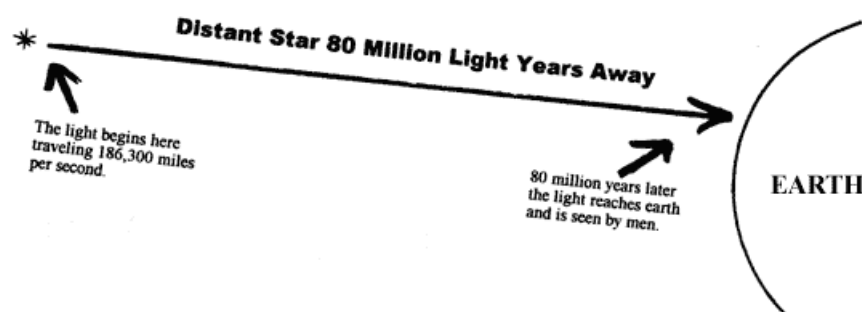 Distant Star 80 Million Light Years Away
The light begins here
traveling 186,300 miles
per second.
80 million years later
the light reaches earth
and is seen by men.
EARTH